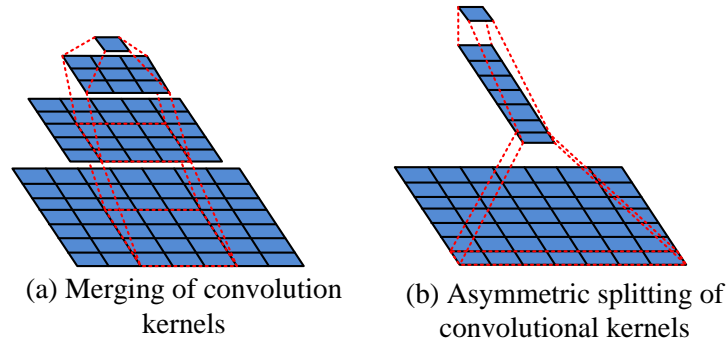 (a) Merging of convolution
kernels
(b) Asymmetric splitting of
convolutional kernels